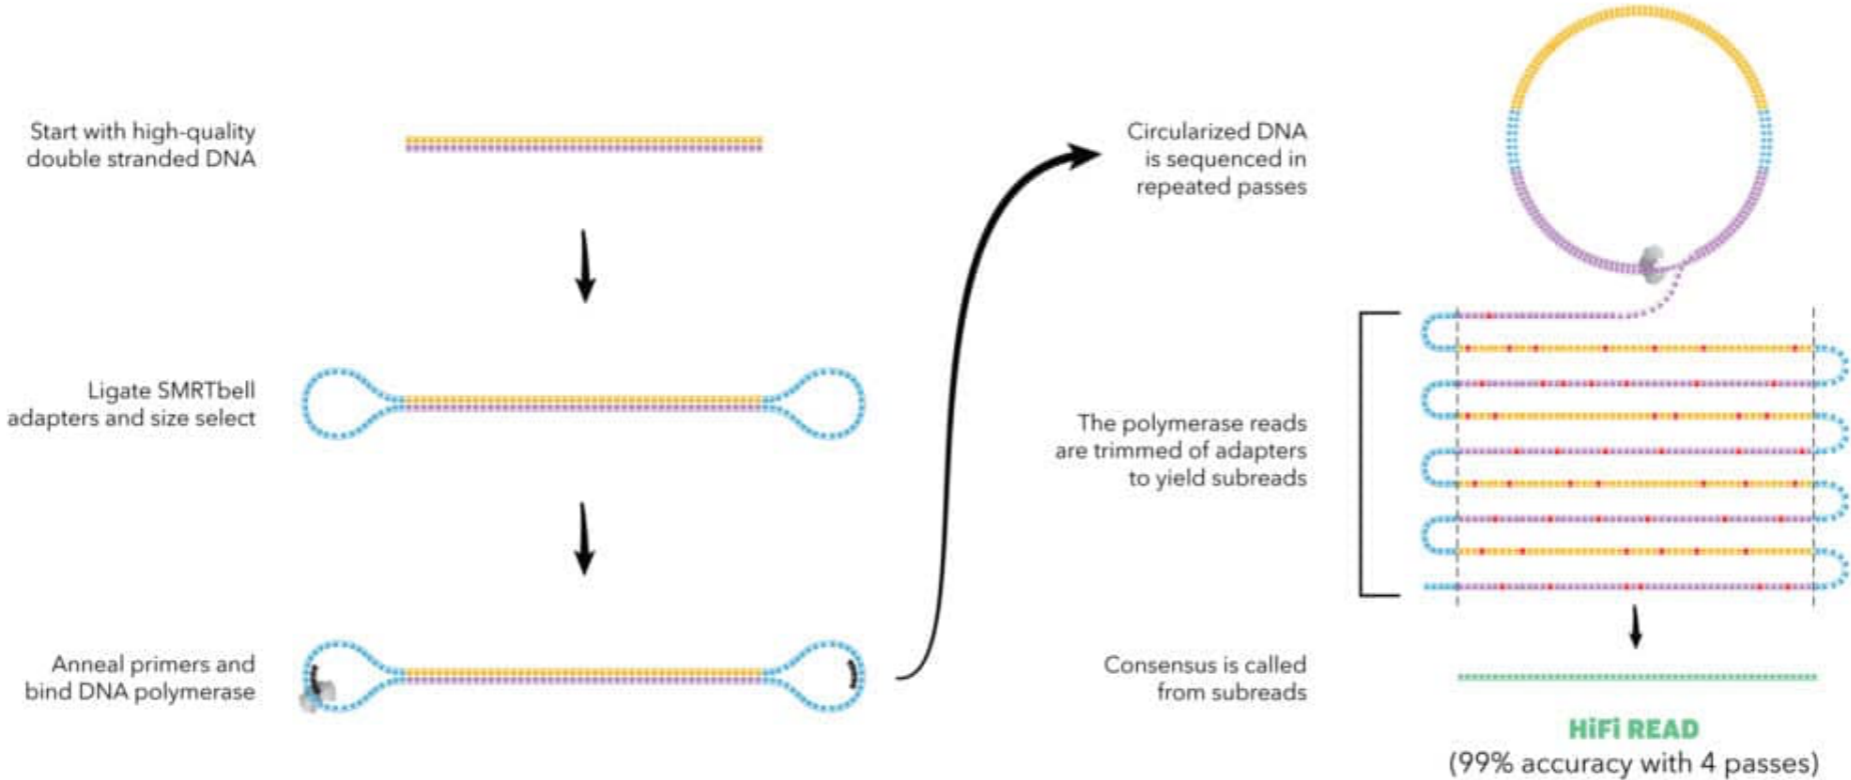 Start with high-quality
double stranded DNA
Ligate SMRTbell
adapters and size select
Anneal primers and
bind DNA polymerase
Circularized DNA
is sequenced in
repeated passes
The polymerase reads
are trimmed of adapters
to yield subreads
Consensus is called
from subreads
HiFi READ
(99% accuracy with 4 passes)